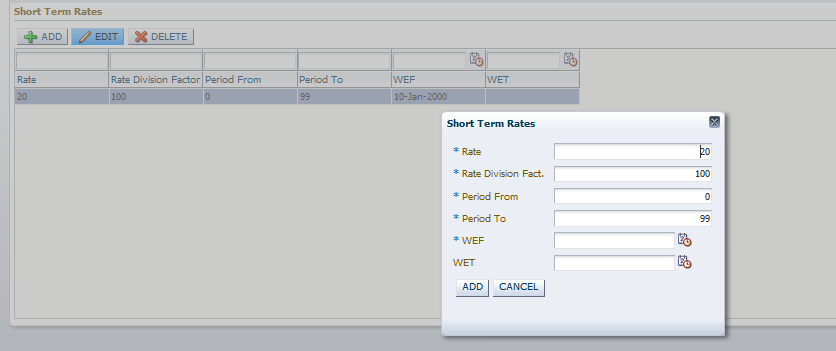 Short Term Rates
ADD EDIT DELETE
Rate Rate Division Factor Period From Period To WEF WET
20 100 0 99 10-Jan-2000
Short Term Rates
* Rate 20
* Rate Division Fact. 100
* Period From 0
* Period To 99
* WEF
WET
ADD CANCEL